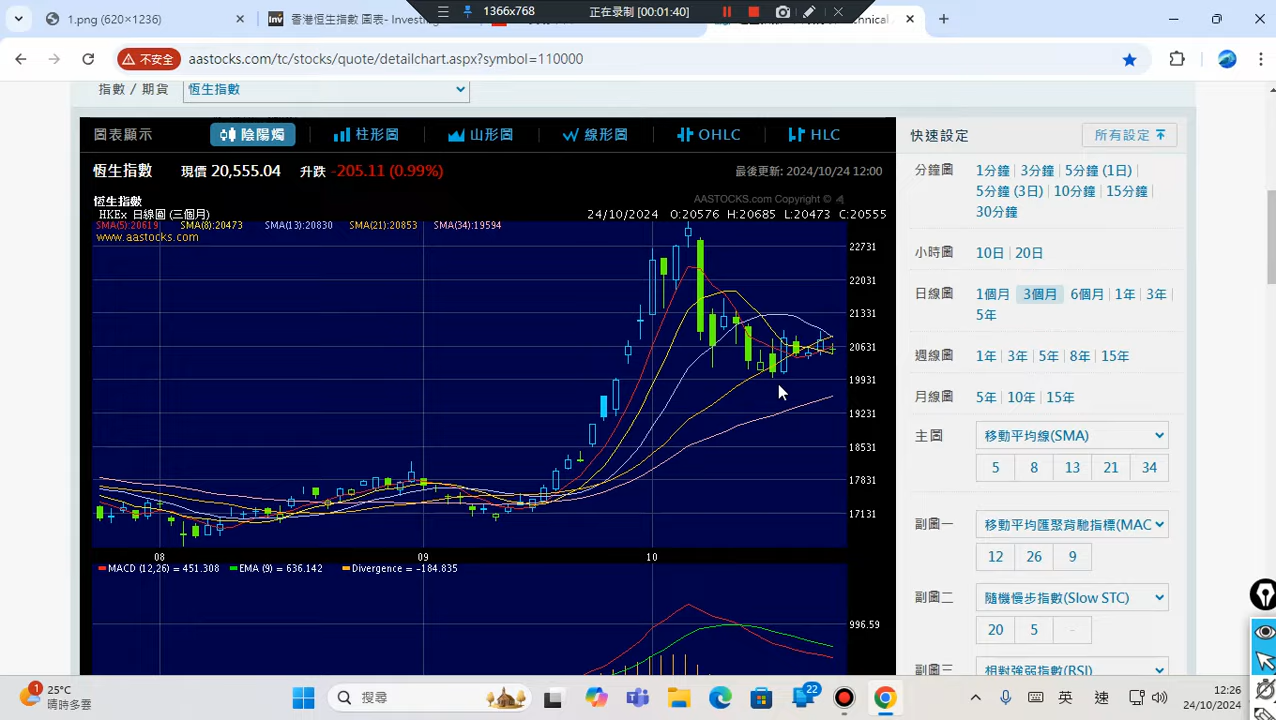 1.png (620×1236)
香港恒生指數 圖表- Investing
1366x768
正在录制 [00:01:40]
echnical
不安全
aastocks.com/tc/stocks/quote/detailchart.aspx?symbol=110000
指數 / 期貨 恆生指數
圖表顯示 陰陽燭 柱形圖 山形圖 線形圖 OHLC HLC
恆生指數 現價 20,555.04 升跌 -205.11 (0.99%) 最後更新: 2024/10/24 12:00
恆生指數 AASTOCKS.com Copyright ©
HKEx 日線圖 (三個月) 24/10/2024 O:20576 H:20685 L:20473 C:20555
SMA(5):20619 SMA(8):20473 SMA(13):20830 SMA(21):20853 SMA(34):19594
www.aastocks.com
22731
22031
21331
20631
19931
19231
18531
17831
17131
08 09 10
MACD (12,26) = 451.308 EMA (9) = 636.142 Divergence = -184.835
996.59
快速設定 所有設定
分鐘圖 1分鐘 3分鐘 5分鐘 (1日)
5分鐘 (3日) 10分鐘 15分鐘
30分鐘
小時圖 10日 20日
日線圖 1個月 3個月 6個月 1年 3年
5年
週線圖 1年 3年 5年 8年 15年
月線圖 5年 10年 15年
主圖 移動平均線(SMA)
5 8 13 21 34
副圖一 移動平均匯聚背馳指標(MAC
12 26 9
副圖二 隨機慢步指數(Slow STC)
20 5 -
副圖三 相對強弱指數(RSI)
1 25°C
晴時多雲
搜尋
22
英 速
12:26
24/10/2024